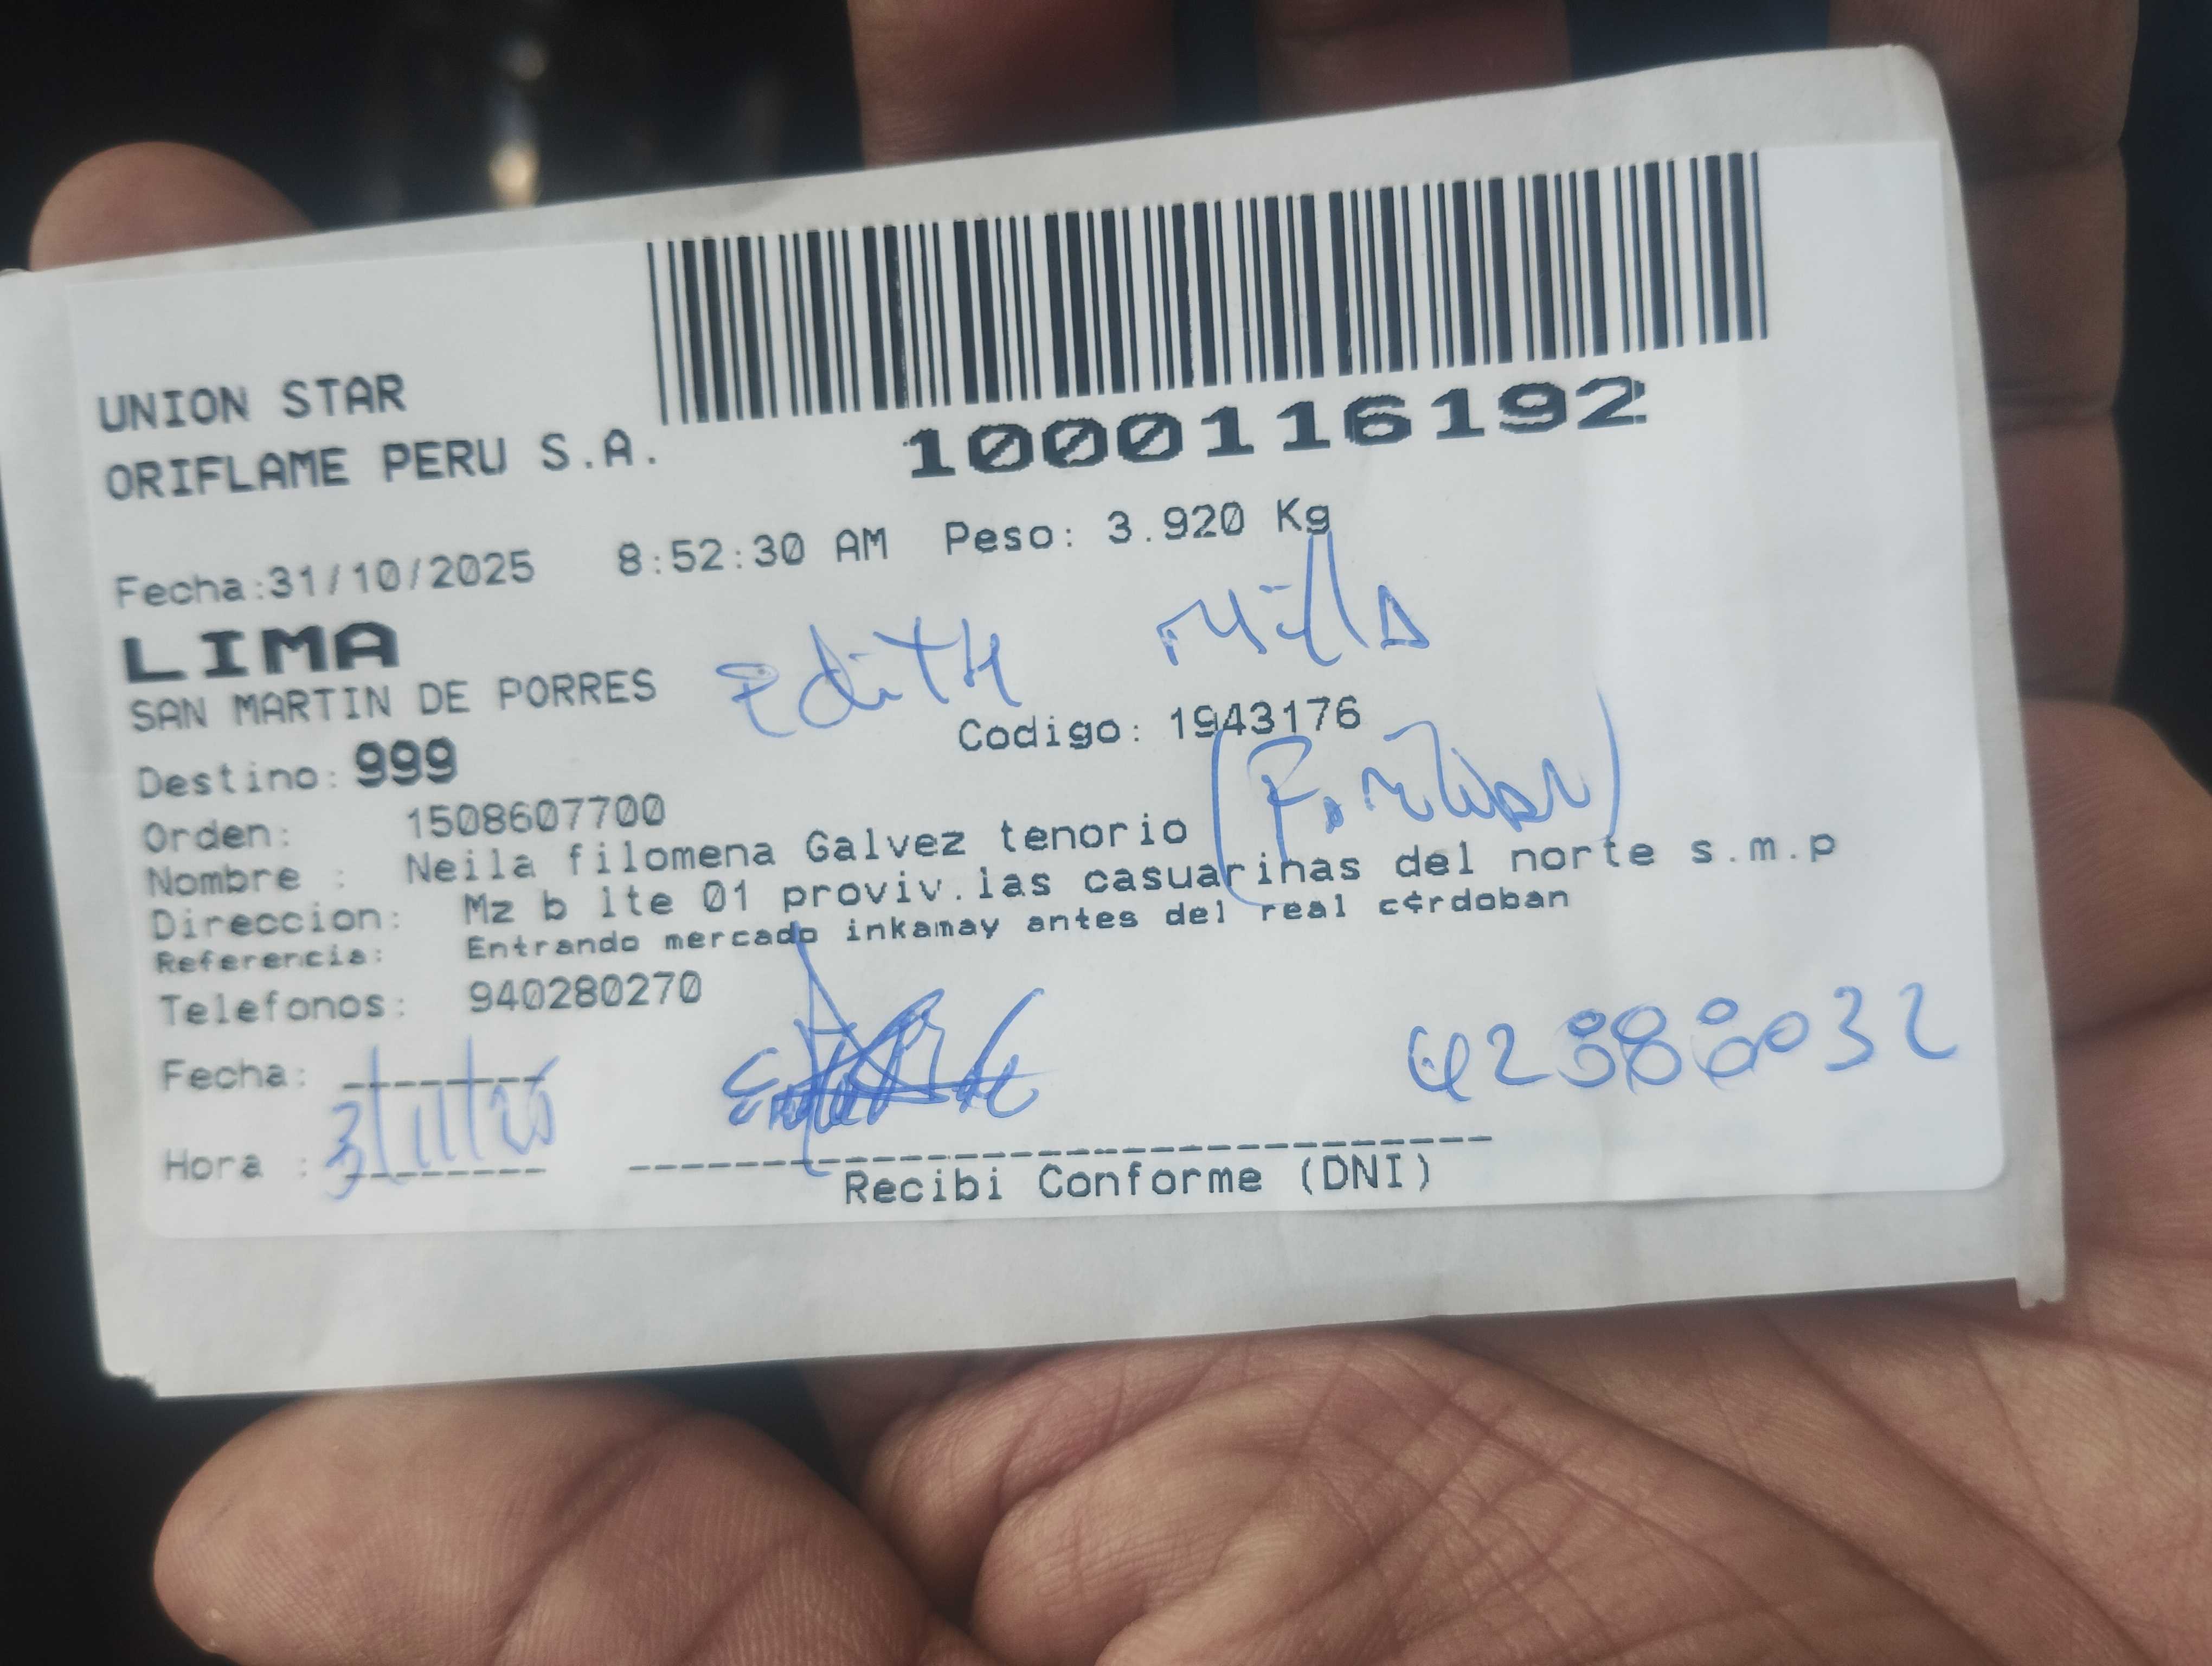 UNION STAR
ORIFLAME PERU S.A.
1000116192
Fecha:31/10/2025 8:52:30 AM Peso: 3.920 Kg
LIMA
SAN MARTIN DE PORRES
Edith Milla
Destino: 999 Codigo: 1943176
Orden: 1508607700
Nombre : Neila filomena Galvez tenorio
Direccion: Mz b lte 01 proviv.las casuarinas del norte s.m.p
Referencia: Entrando mercado inkamay antes del real c¢rdoban
Telefonos: 940280270
Fecha:
Hora :
Recibi Conforme (DNI)